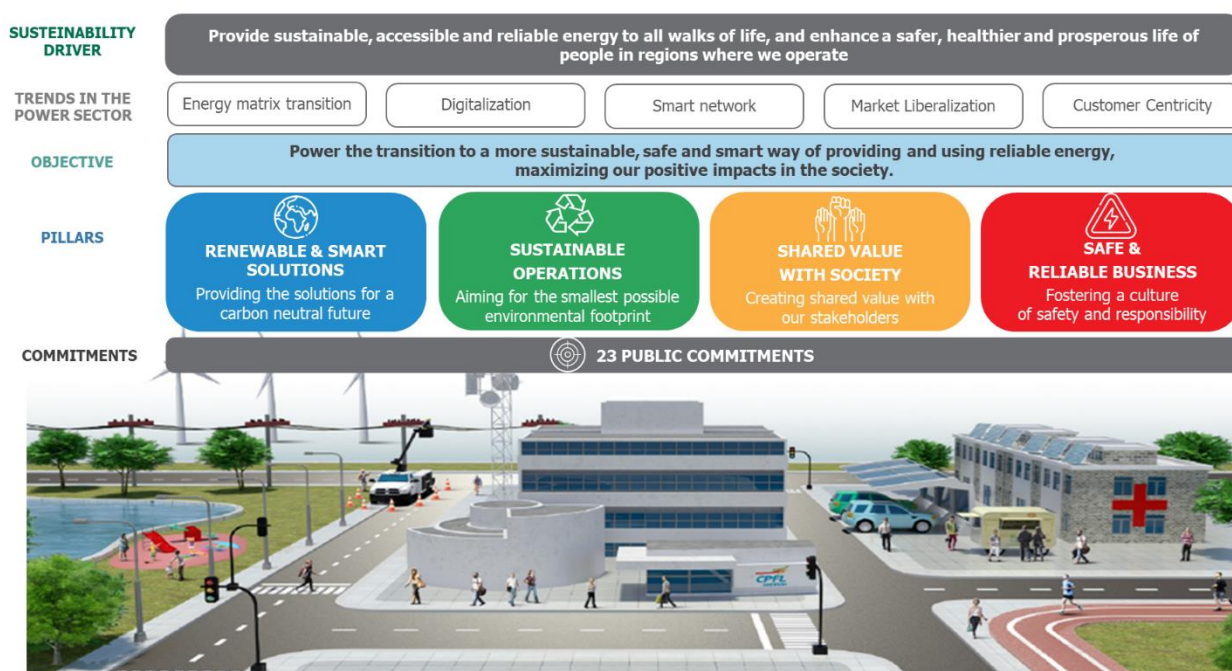 SUSTEINABILITY
DRIVER
Provide sustainable, accessible and reliable energy to all walks of life, and enhance a safer, healthier and prosperous life of
people in regions where we operate
TRENDS IN THE
POWER SECTOR
Energy matrix transition
Digitalization
Smart network
Market Liberalization
Customer Centricity
OBJECTIVE
Power the transition to a more sustainable, safe and smart way of providing and using reliable energy,
maximizing our positive impacts in the society.
PILLARS
RENEWABLE & SMART
SOLUTIONS
Providing the solutions for a
carbon neutral future
SUSTAINABLE
OPERATIONS
Aiming for the smallest possible
environmental footprint
SHARED VALUE
WITH SOCIETY
Creating shared value with
our stakeholders
SAFE &
RELIABLE BUSINESS
Fostering a culture
of safety and responsibility
COMMITMENTS
23 PUBLIC COMMITMENTS
CPFL